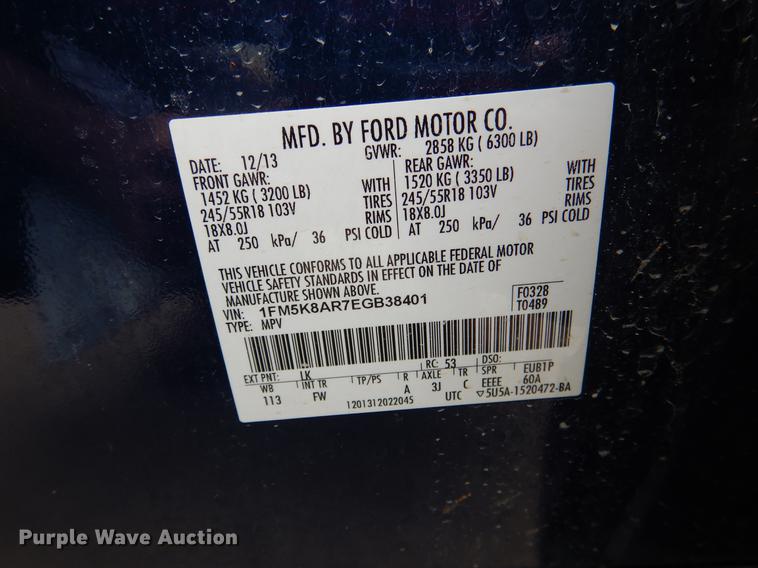 MFD. BY FORD MOTOR CO.
DATE: 12/13 GVWR: 2858 KG ( 6300 LB)
FRONT GAWR: REAR GAWR:
1452 KG ( 3200 LB) WITH 1520 KG ( 3350 LB) WITH
245/55R18 103V TIRES 245/55R18 103V TIRES
18X8.0J RIMS 18X8.0J RIMS
AT 250 kPa/ 36 PSI COLD AT 250 kPa/ 36 PSI COLD
THIS VEHICLE CONFORMS TO ALL APPLICABLE FEDERAL MOTOR
VEHICLE SAFETY STANDARDS IN EFFECT ON THE DATE OF
MANUFACTURE SHOWN ABOVE.
VIN: 1FM5K8AR7EGB38401 F0328
TYPE: MPV T0489
EXT PNT: LK RC: 53 DSO:
WB INT TR TP/PS R AXLE TR SPR EUB1P
113 FW A 3J C EEEE 60A
1201312022045 UTC ▽5U5A-1520472-BA
Purple Wave Auction